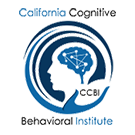 California Cognitive
CCBI
Behavioral Institute